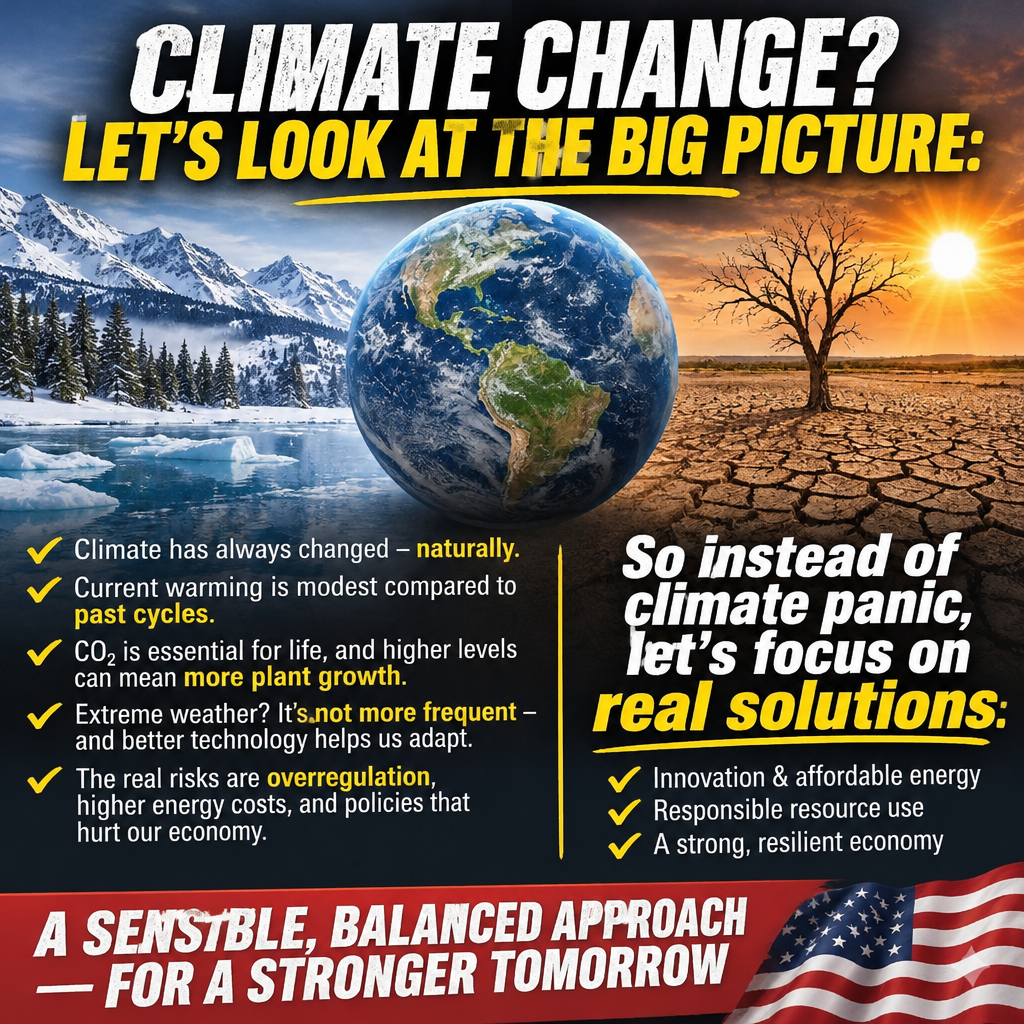 CLIMATE CHANGE?
LET'S LOOK AT THE BIG PICTURE:
Climate has always changed – naturally.
Current warming is modest compared to
past cycles.
CO₂ is essential for life, and higher levels
can mean more plant growth.
Extreme weather? It's not more frequent –
and better technology helps us adapt.
The real risks are overregulation,
higher energy costs, and policies that
hurt our economy.
So instead of
climate panic,
let's focus on
real solutions:
Innovation & affordable energy
Responsible resource use
A strong, resilient economy
A SENSIBLE, BALANCED APPROACH
— FOR A STRONGER TOMORROW